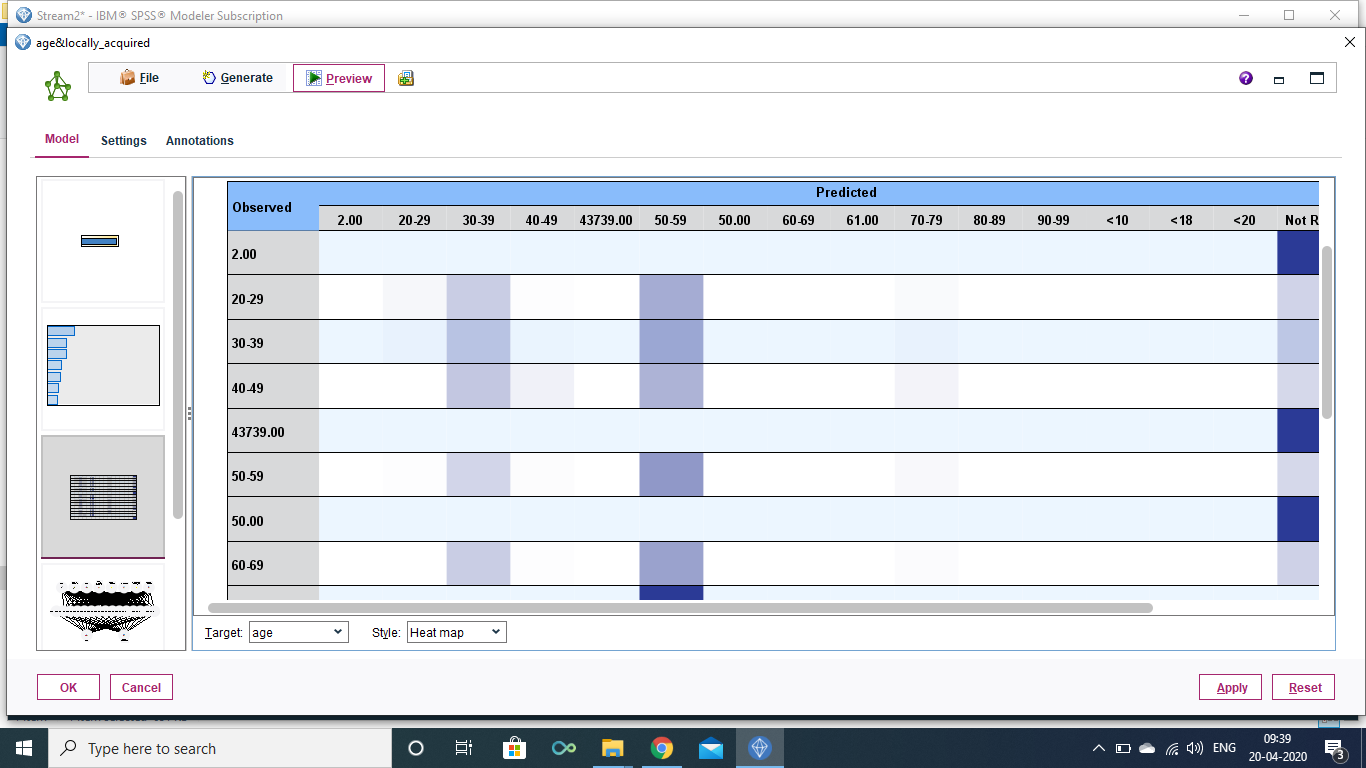 Stream2* - IBM® SPSS® Modeler Subscription
age&locally_acquired
File Generate Preview
Model Settings Annotations
Observed Predicted
2.00 20-29 30-39 40-49 43739.00 50-59 50.00 60-69 61.00 70-79 80-89 90-99 <10 <18 <20 Not R
2.00
20-29
30-39
40-49
43739.00
50-59
50.00
60-69
Target: age Style: Heat map
OK Cancel Apply Reset
Type here to search
ENG
09:39
20-04-2020
3